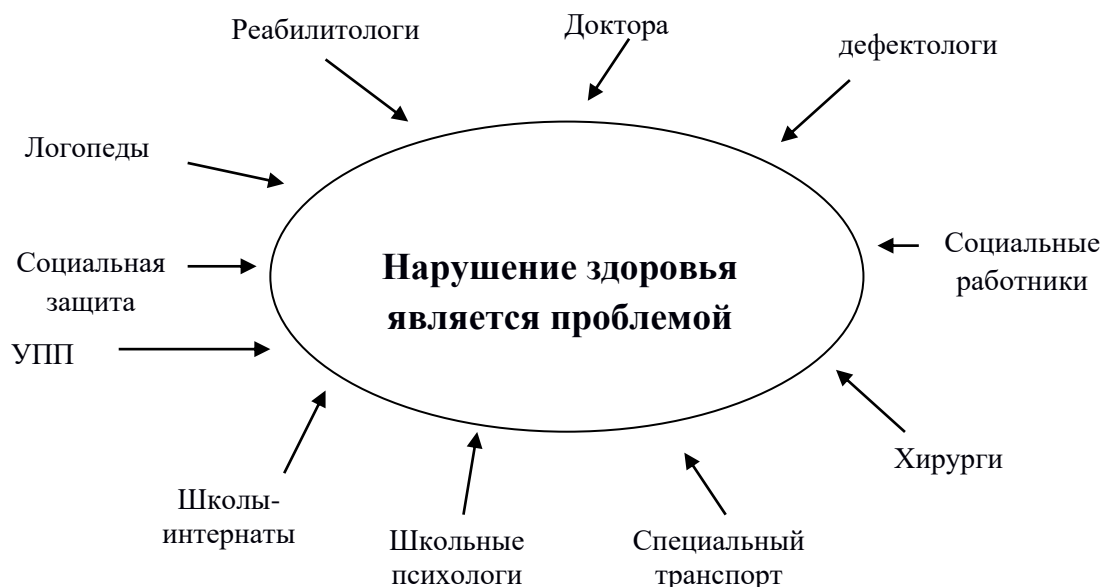 Реабилитологи
Доктора
дефектологи
Логопеды
Социальная
защита
Нарушение здоровья
является проблемой
Социальные
работники
УПП
Хирурги
Школы-
интернаты
Школьные
психологи
Специальный
транспорт